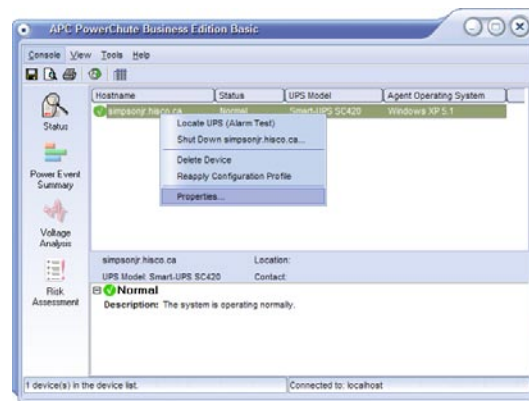 APC PowerChute Business Edition Basic
Console View Tools Help
Hostname Status UPS Model Agent Operating System
simpsonjr.hisco.ca Normal Smart-UPS SC420 Windows XP 5.1
Locate UPS (Alarm Test)
Shut Down simpsonjr.hisco.ca...
Delete Device
Reapply Configuration Profile
Properties...
Status
Power Event
Summary
Voltage
Analysis
Risk
Assessment
simpsonjr.hisco.ca Location:
UPS Model: Smart-UPS SC420 Contact:
Normal
Description: The system is operating normally.
1 device(s) in the device list. Connected to: localhost